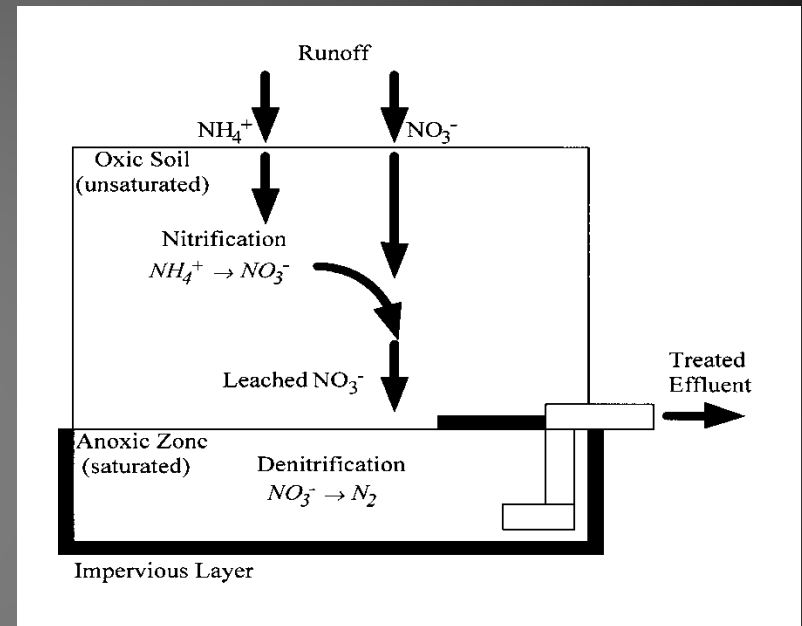 Runoff
NH₄⁺
NO₃⁻
Oxic Soil
(unsaturated)
Nitrification
NH₄⁺ → NO₃⁻
Leached NO₃⁻
Treated
Effluent
Anoxic Zone
(saturated)
Denitrification
NO₃⁻ → N₂
Impervious Layer